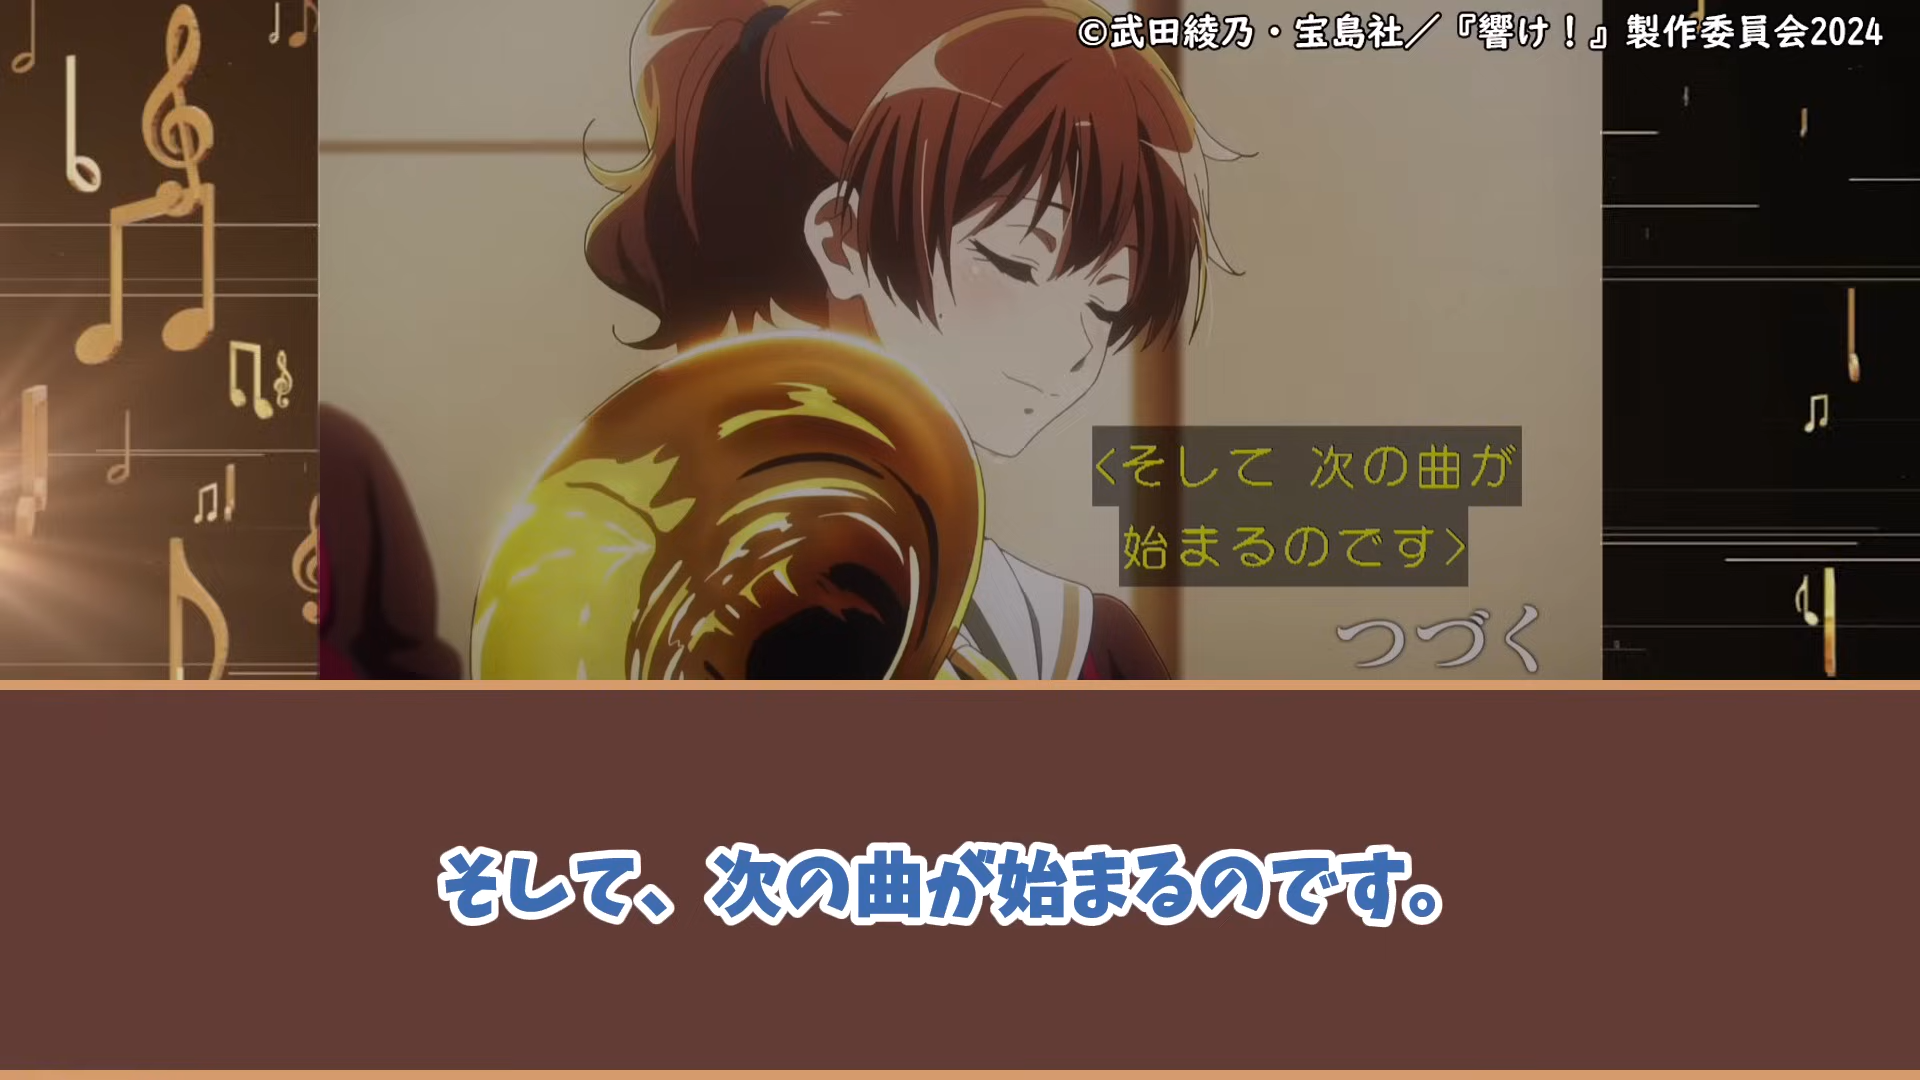 ©武田綾乃・宝島社／『響け！』製作委員会2024
<そして 次の曲が
始まるのです>
つづく
そして、次の曲が始まるのです。